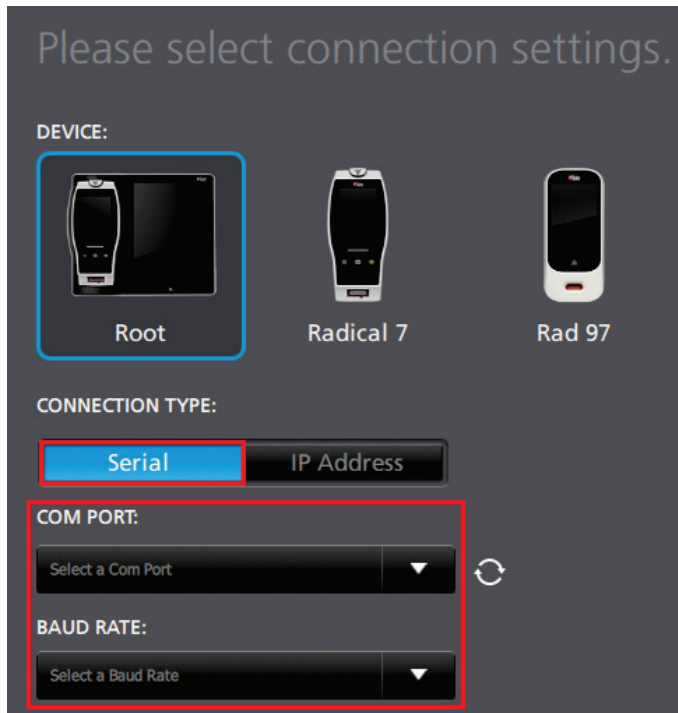 Please select connection settings.
DEVICE:
Root
Radical 7
Rad 97
CONNECTION TYPE:
Serial
IP Address
COM PORT:
Select a Com Port
BAUD RATE:
Select a Baud Rate